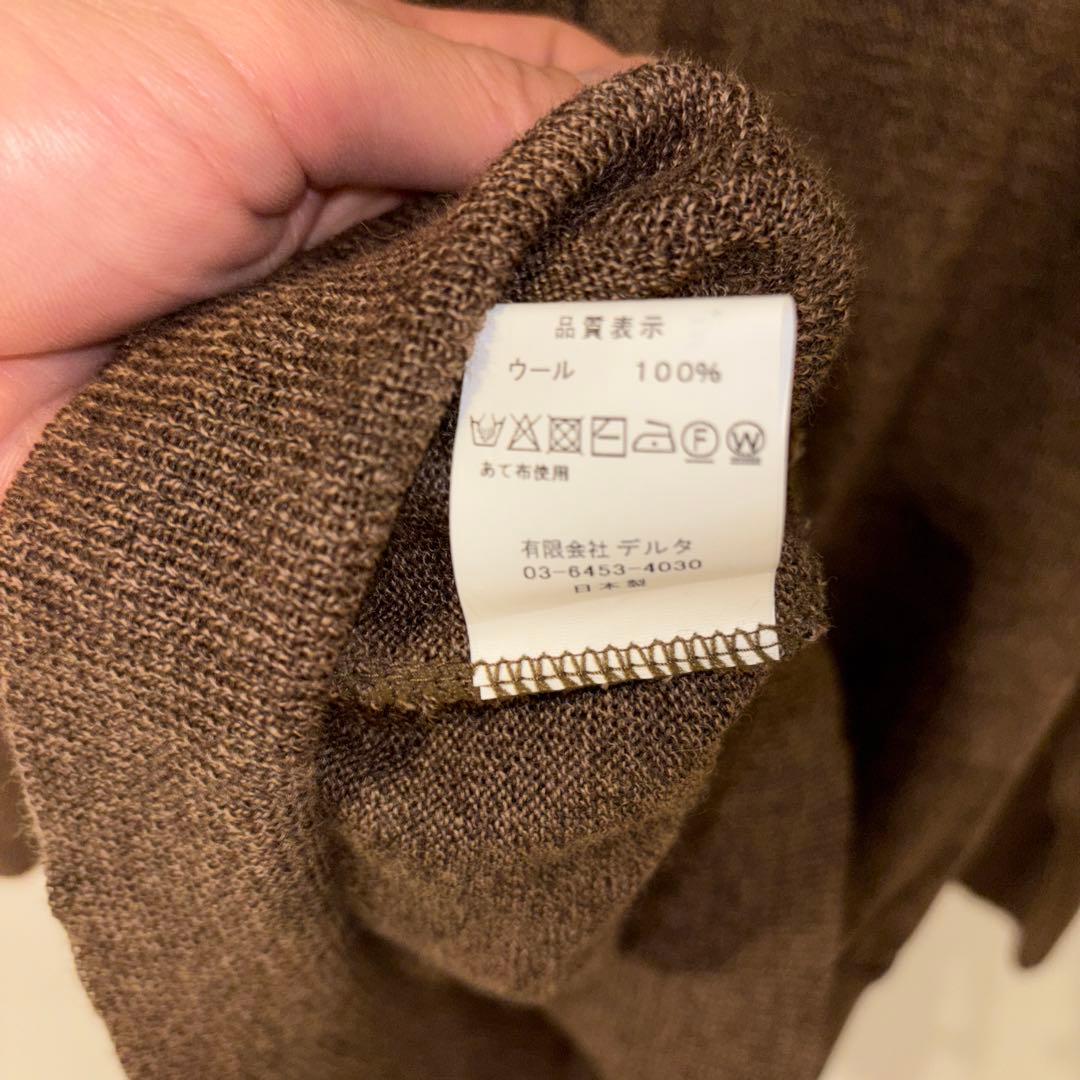 品質表示
ウール 100%
F W
あて布使用
有限会社 デルタ
03-6453-4030
日本製